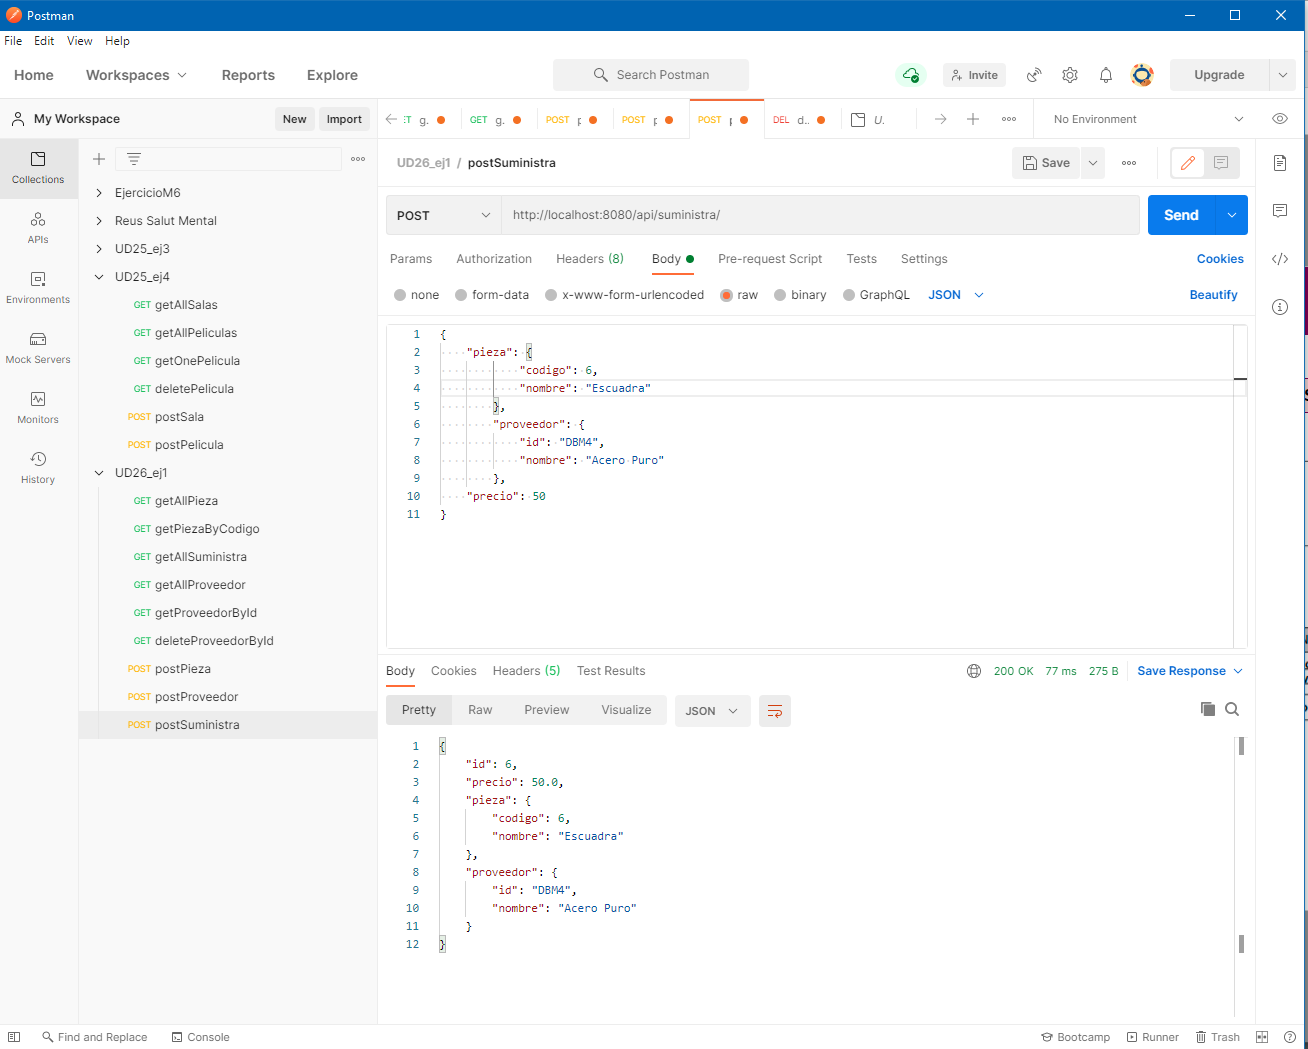 Postman
File Edit View Help
Home Workspaces Reports Explore Search Postman Invite Upgrade
My Workspace New Import
GET g. GET g. POST p POST p POST p DEL d.. U. No Environment
Collections
APIs
Environments
Mock Servers
Monitors
History
EjercicioM6
Reus Salut Mental
UD25_ej3
UD25_ej4
GET getAllSalas
GET getAllPeliculas
GET getOnePelicula
GET deletePelicula
POST postSala
POST postPelicula
UD26_ej1
GET getAllPieza
GET getPiezaByCodigo
GET getAllSuministra
GET getAllProveedor
GET getProveedorById
GET deleteProveedorById
POST postPieza
POST postProveedor
POST postSuministra
UD26_ej1 / postSuministra Save
POST http://localhost:8080/api/suministra/ Send
Params Authorization Headers (8) Body Pre-request Script Tests Settings Cookies
none form-data x-www-form-urlencoded raw binary GraphQL JSON Beautify
1 {
2 "pieza": {
3 "codigo": 6,
4 "nombre": "Escuadra"
5 },
6 "proveedor": {
7 "id": "DBM4",
8 "nombre": "Acero Puro"
9 },
10 "precio": 50
11 }
Body Cookies Headers (5) Test Results 200 OK 77 ms 275 B Save Response
Pretty Raw Preview Visualize JSON
1 {
2 "id": 6,
3 "precio": 50.0,
4 "pieza": {
5 "codigo": 6,
6 "nombre": "Escuadra"
7 },
8 "proveedor": {
9 "id": "DBM4",
10 "nombre": "Acero Puro"
11 }
12 }
Find and Replace Console Bootcamp Runner Trash